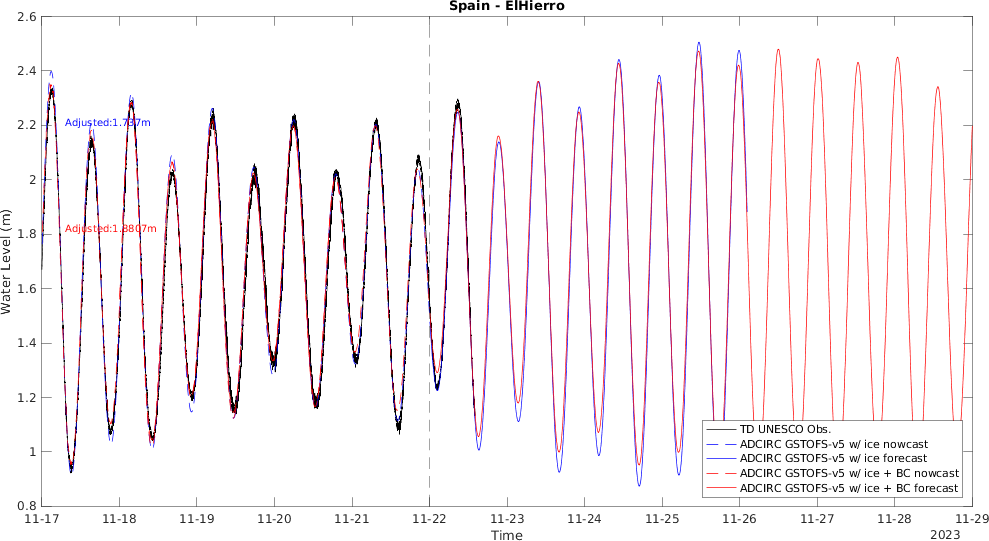 Spain - ElHierro
2.6
2.4
2.2
2
1.8
1.6
1.4
1.2
1
0.8
Water Level (m)
Adjusted:1.737m
Adjusted:1.8807m
TD UNESCO Obs.
ADCIRC GSTOFS-v5 w/ ice nowcast
ADCIRC GSTOFS-v5 w/ ice forecast
ADCIRC GSTOFS-v5 w/ ice + BC nowcast
ADCIRC GSTOFS-v5 w/ ice + BC forecast
11-17 11-18 11-19 11-20 11-21 11-22 11-23 11-24 11-25 11-26 11-27 11-28 11-29
Time
2023